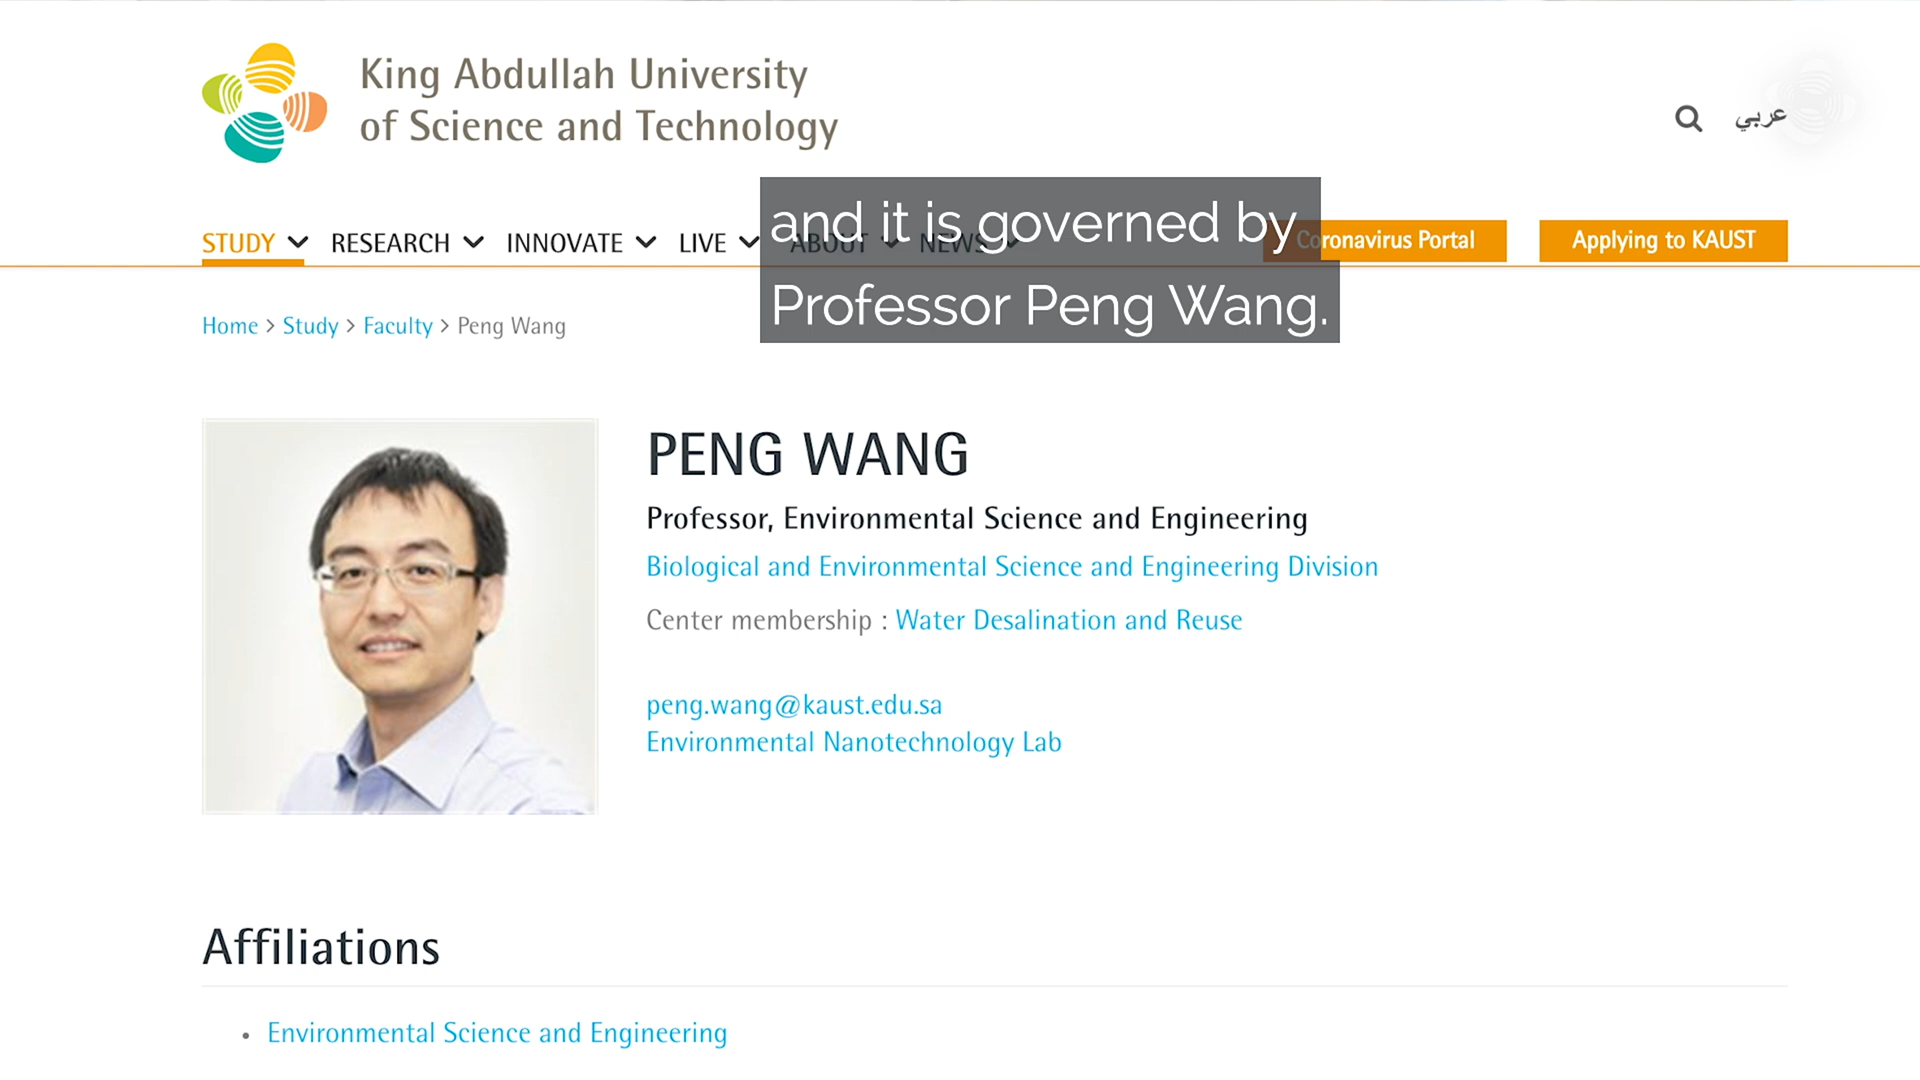 King Abdullah University
of Science and Technology
عربي
and it is governed by
Professor Peng Wang.
STUDY RESEARCH INNOVATE LIVE ABOUT NEWS Coronavirus Portal Applying to KAUST
Home > Study > Faculty > Peng Wang
PENG WANG
Professor, Environmental Science and Engineering
Biological and Environmental Science and Engineering Division
Center membership : Water Desalination and Reuse
peng.wang@kaust.edu.sa
Environmental Nanotechnology Lab
Affiliations
• Environmental Science and Engineering